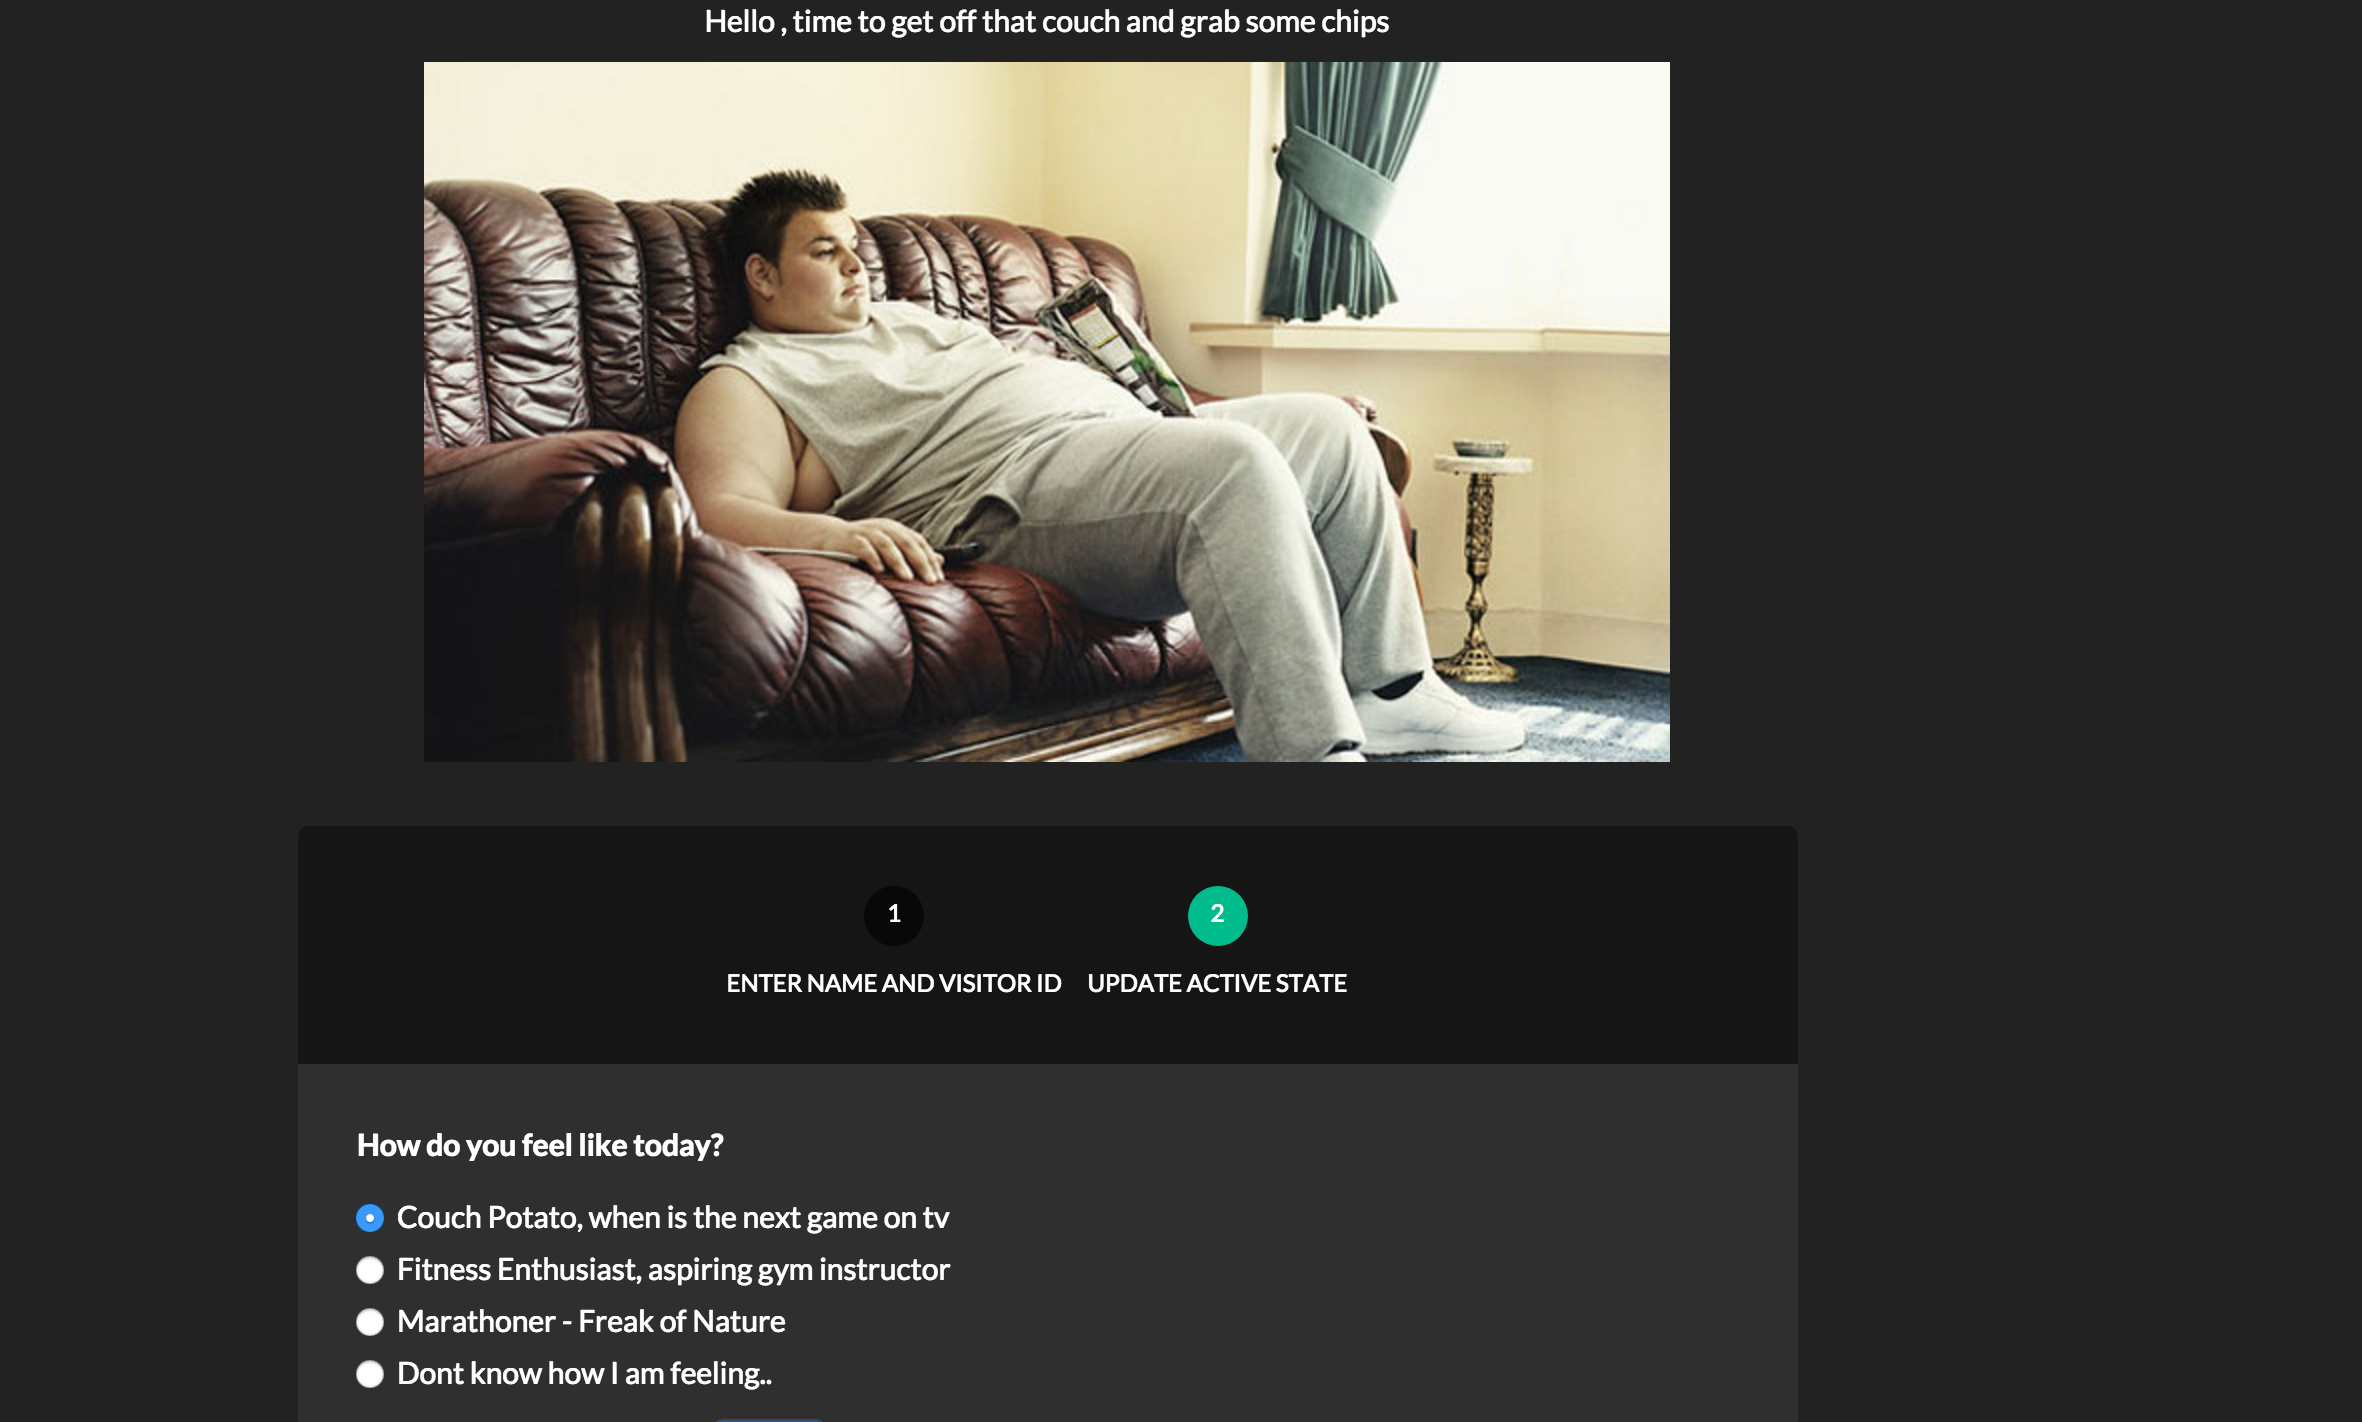 Hello , time to get off that couch and grab some chips
1
2
ENTER NAME AND VISITOR ID
UPDATE ACTIVE STATE
How do you feel like today?
Couch Potato, when is the next game on tv
Fitness Enthusiast, aspiring gym instructor
Marathoner - Freak of Nature
Dont know how I am feeling..